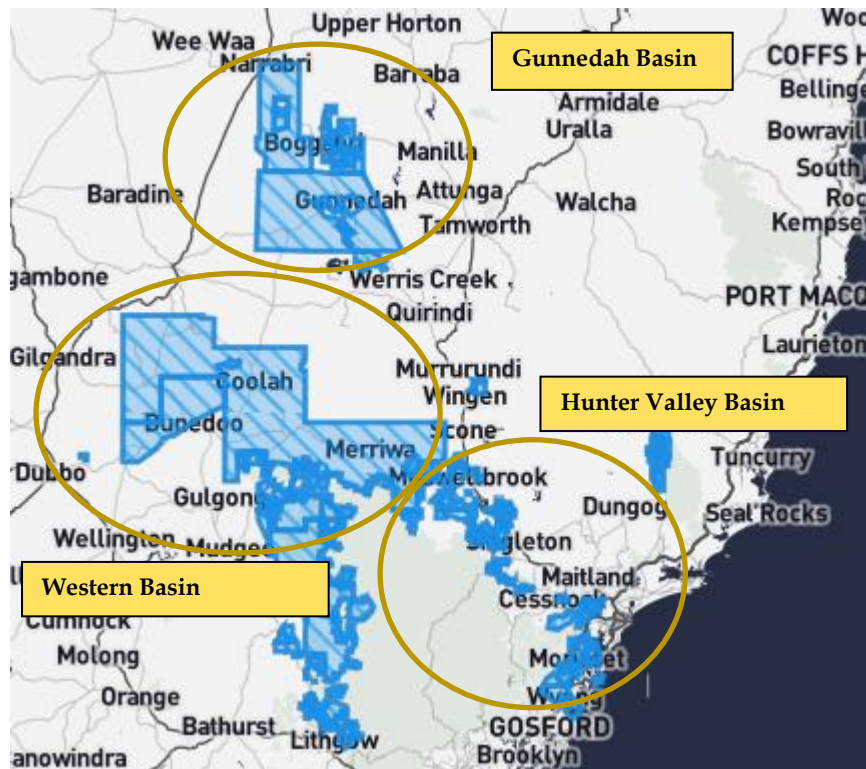 Upper Horton
Woo
Wee Waa
Narrabri
Gunnedah Basin
COFFS H
Barraba
Belling
Armidale
Uralla
Bowravill
Boggabri
Manilla
South
Baradine
Attunga
Roc
Gunnedah
Walcha
Kempsey
Tamworth
gambone
Werris Creek
PORT MACQ
Quirindi
Laurieton
Gilgandra
Murrurundi
Coolah
Wingen
Hunter Valley Basin
Dunedoo
Scone
Merriwa
Tuncurry
Dubbo
Muswellbrook
Gulgong
Dungog
Seal Rocks
Wellington
Singleton
Mudgee
Maitland
Western Basin
Cessnock
Cumnock
Molong
Morisset
Orange
Wyong
Bathurst
GOSFORD
Lithgow
anowindra
Brooklyn